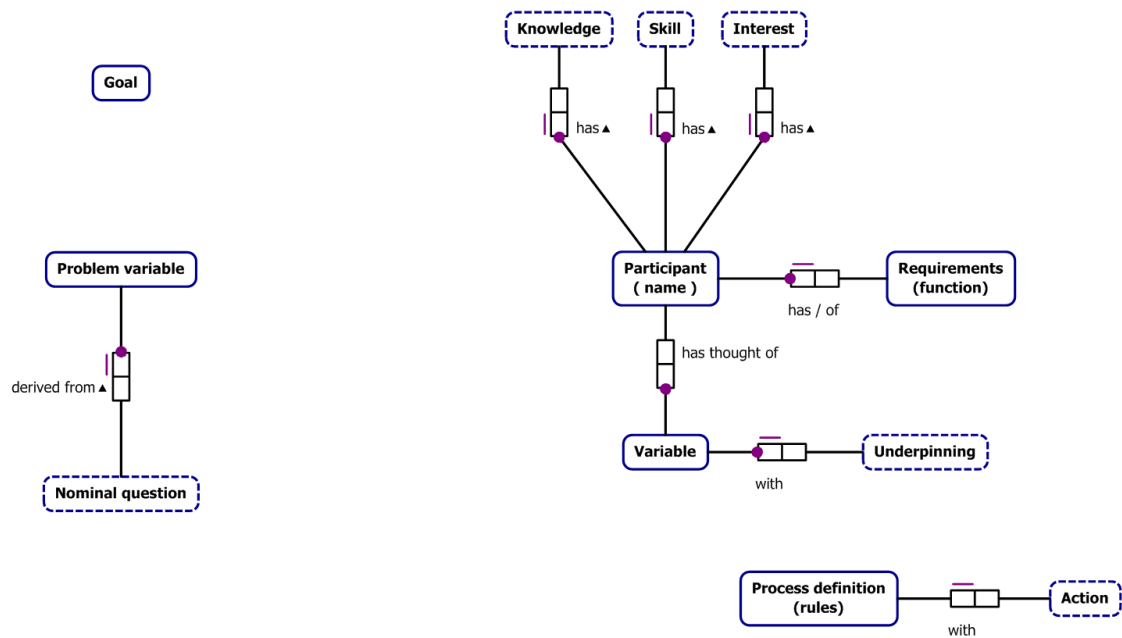 Knowledge
Skill
Interest
Goal
has ▲
has ▲
has ▲
Problem variable
Participant
( name )
Requirements
(function)
has / of
has thought of
derived from ▲
Variable
Underpinning
with
Nominal question
Process definition
(rules)
Action
with